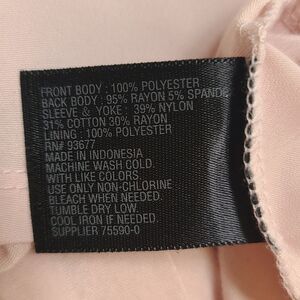 FRONT BODY : 100% POLYESTER
BACK BODY : 95% RAYON 5% SPANDE
SLEEVE & YOKE : 39% NYLON
31% COTTON 30% RAYON
LINING : 100% POLYESTER
RN# 93677
MADE IN INDONESIA
MACHINE WASH COLD.
WITH LIKE COLORS.
USE ONLY NON-CHLORINE
BLEACH WHEN NEEDED.
TUMBLE DRY LOW.
COOL IRON IF NEEDED.
SUPPLIER 75590-0